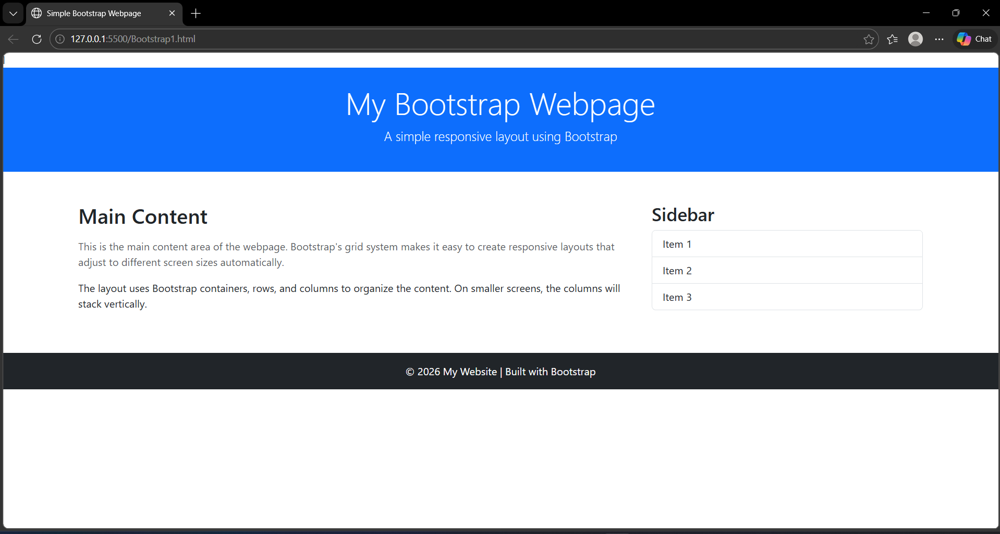 Simple Bootstrap Webpage
127.0.0.1:5500/Bootstrap1.html
Chat
My Bootstrap Webpage
A simple responsive layout using Bootstrap
Main Content
This is the main content area of the webpage. Bootstrap's grid system makes it easy to create responsive layouts that
adjust to different screen sizes automatically.
The layout uses Bootstrap containers, rows, and columns to organize the content. On smaller screens, the columns will
stack vertically.
Sidebar
Item 1
Item 2
Item 3
© 2026 My Website | Built with Bootstrap